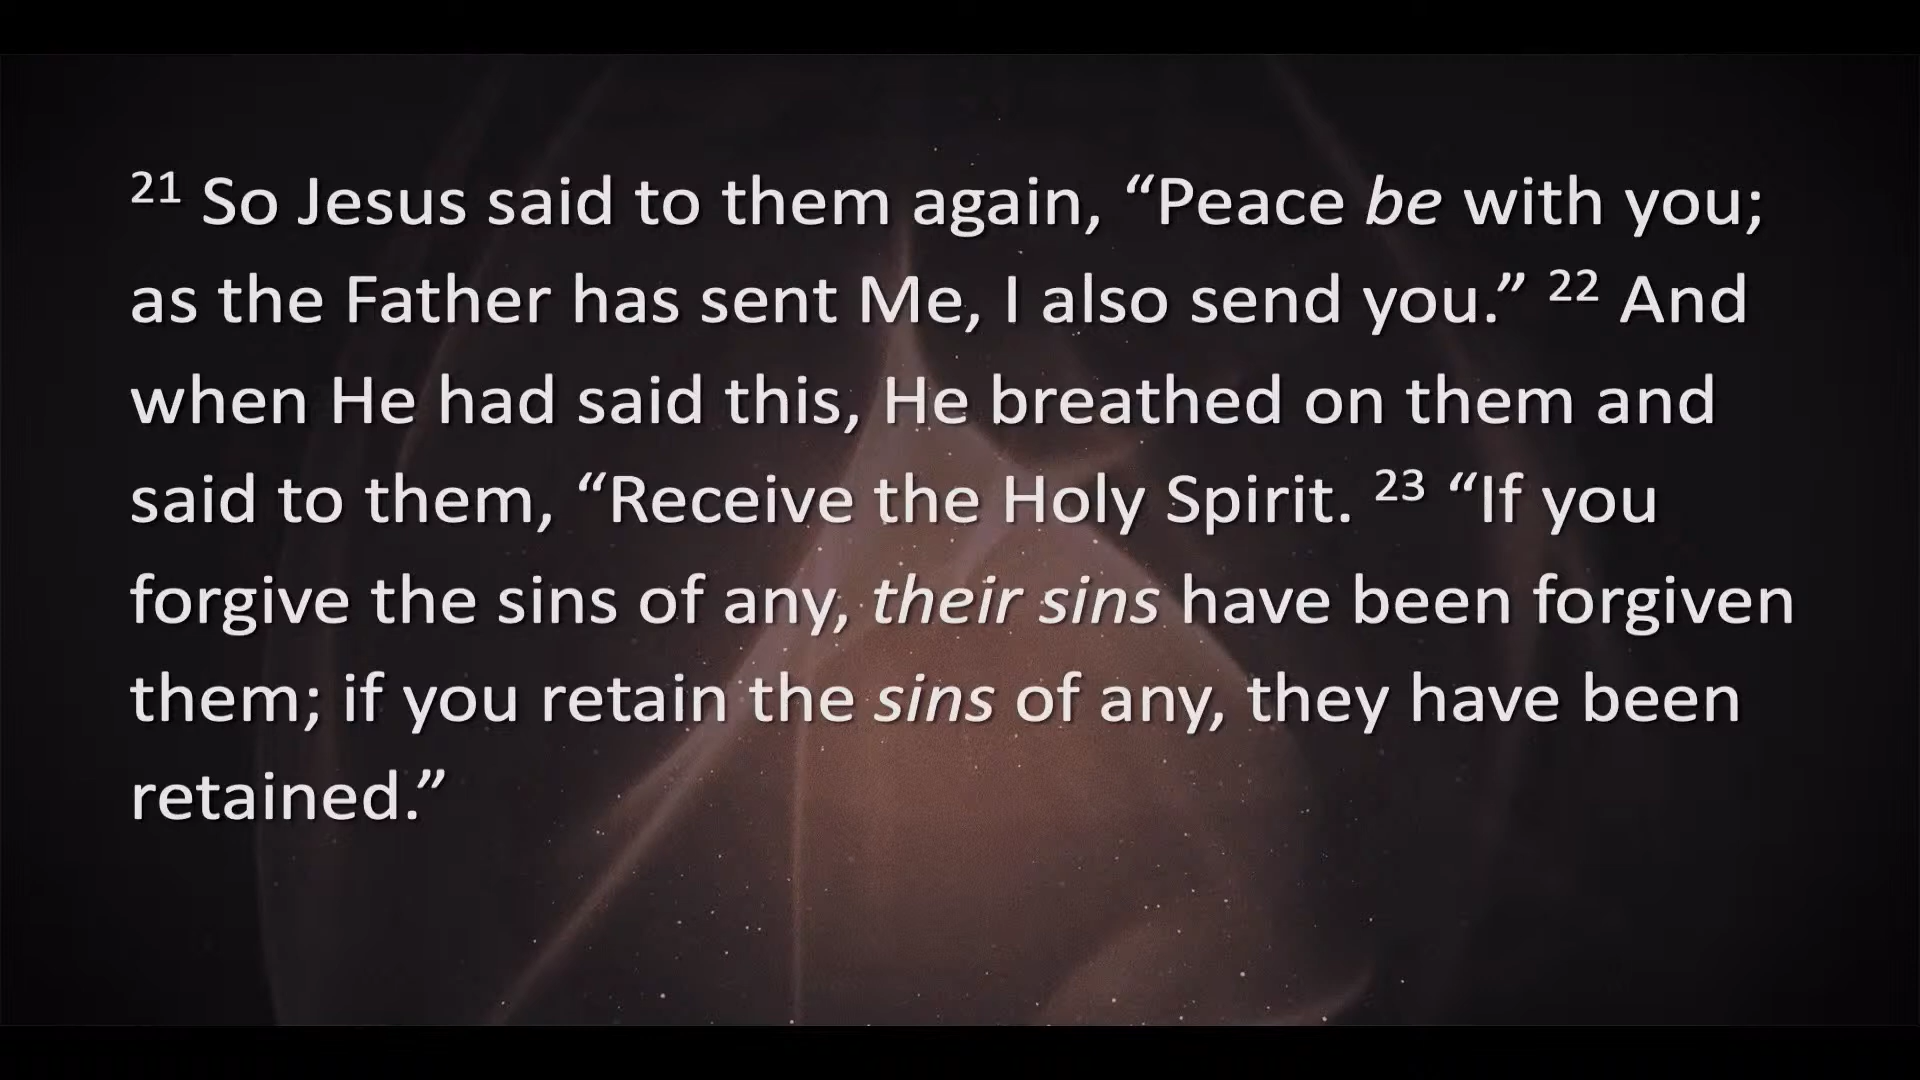 21 So Jesus said to them again, “Peace be with you;
as the Father has sent Me, I also send you.” 22 And
when He had said this, He breathed on them and
said to them, “Receive the Holy Spirit. 23 “If you
forgive the sins of any, their sins have been forgiven
them; if you retain the sins of any, they have been
retained.”